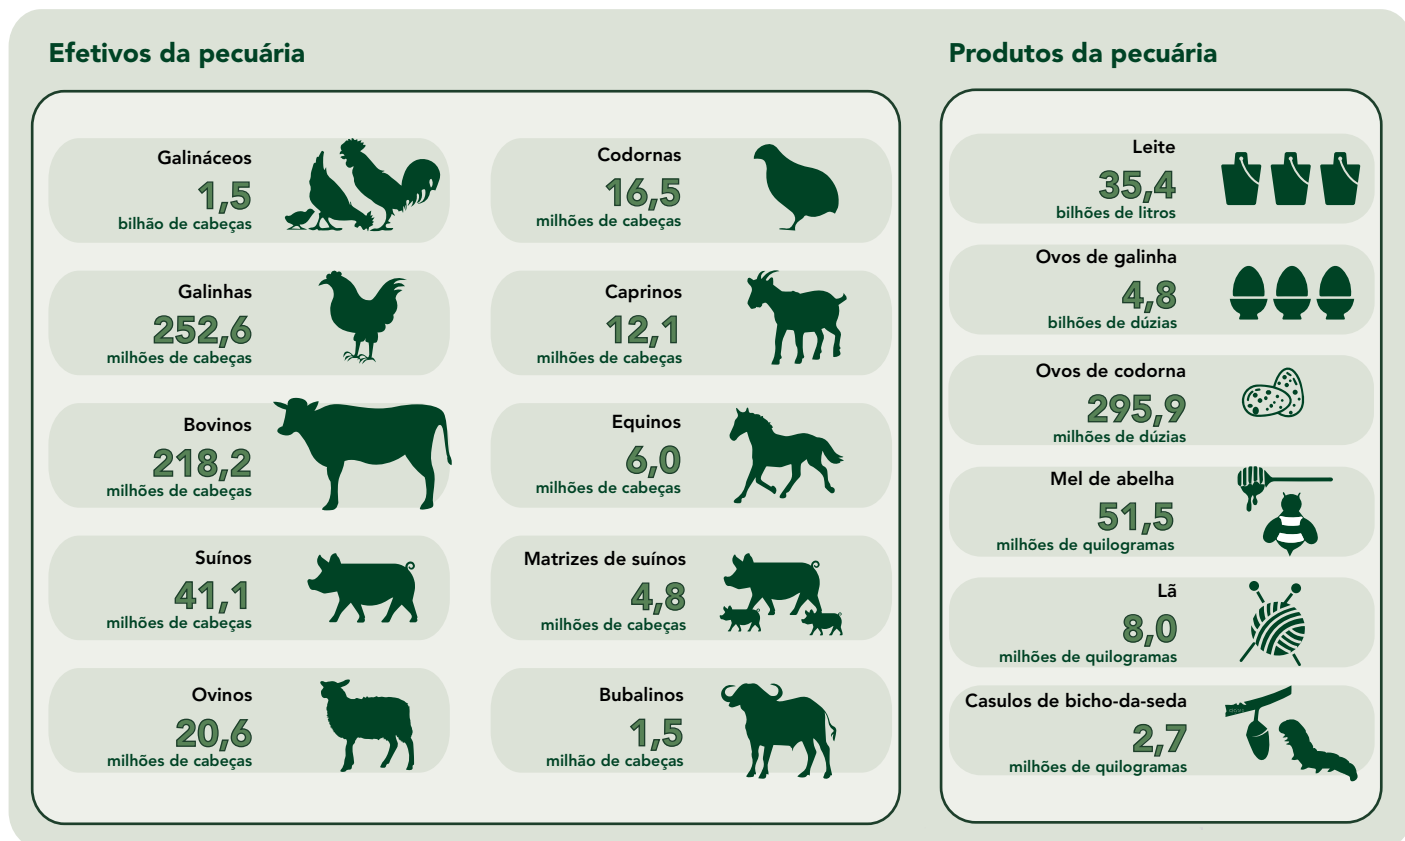 Efetivos da pecuária
Galináceos
1,5
bilhão de cabeças
Galinhas
252,6
milhões de cabeças
Bovinos
218,2
milhões de cabeças
Suínos
41,1
milhões de cabeças
Ovinos
20,6
milhões de cabeças
Codornas
16,5
milhões de cabeças
Caprinos
12,1
milhões de cabeças
Equinos
6,0
milhões de cabeças
Matrizes de suínos
4,8
milhões de cabeças
Bubalinos
1,5
milhão de cabeças
Produtos da pecuária
Leite
35,4
bilhões de litros
Ovos de galinha
4,8
bilhões de dúzias
Ovos de codorna
295,9
milhões de dúzias
Mel de abelha
51,5
milhões de quilogramas
Lã
8,0
milhões de quilogramas
Casulos de bicho-da-seda
2,7
milhões de quilogramas